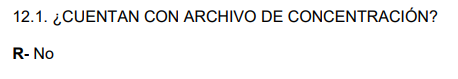 12.1. ¿CUENTAN CON ARCHIVO DE CONCENTRACIÓN?
R- No